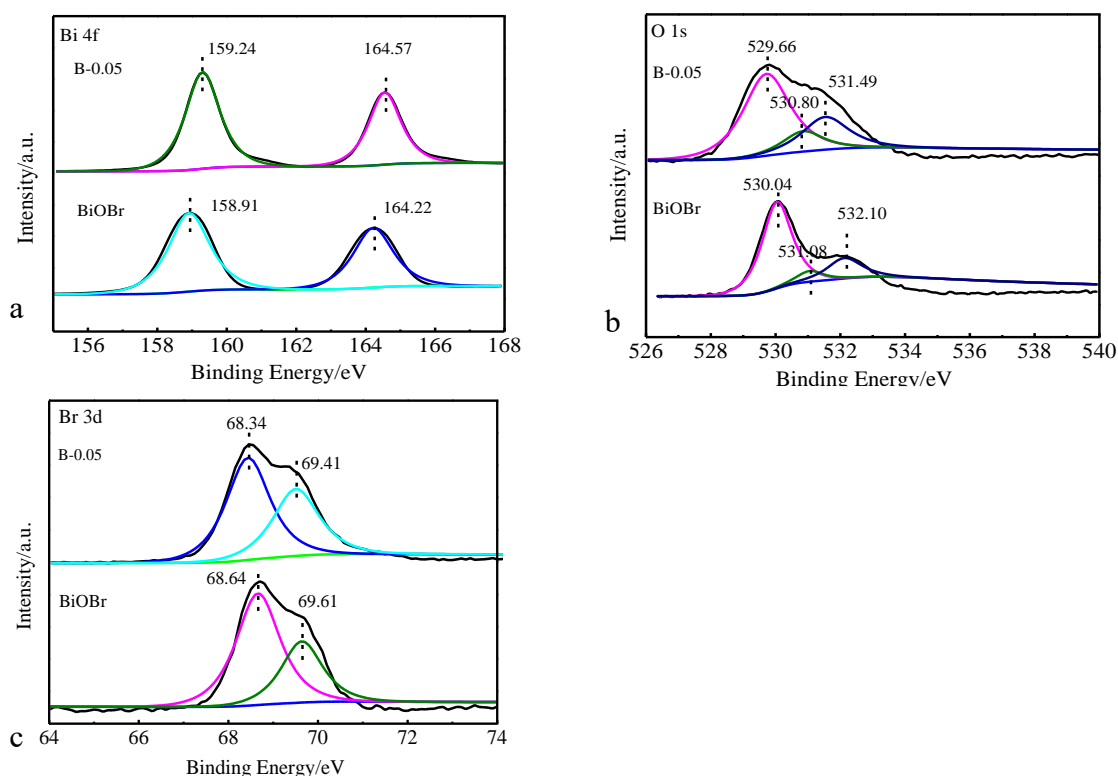 Bi 4f
159.24
164.57
B-0.05
BiOBr
158.91
164.22
Intensity/a.u.
a
156 158 160 162 164 166 168
Binding Energy/eV
O 1s
529.66
B-0.05
530.80
531.49
530.04
BiOBr
531.08
532.10
Intensity/a.u.
b
526 528 530 532 534 536 538 540
Binding Energy/eV
Br 3d
68.34
B-0.05
69.41
68.64
BiOBr
69.61
Intensity/a.u.
c
64 66 68 70 72 74
Binding Energy/eV